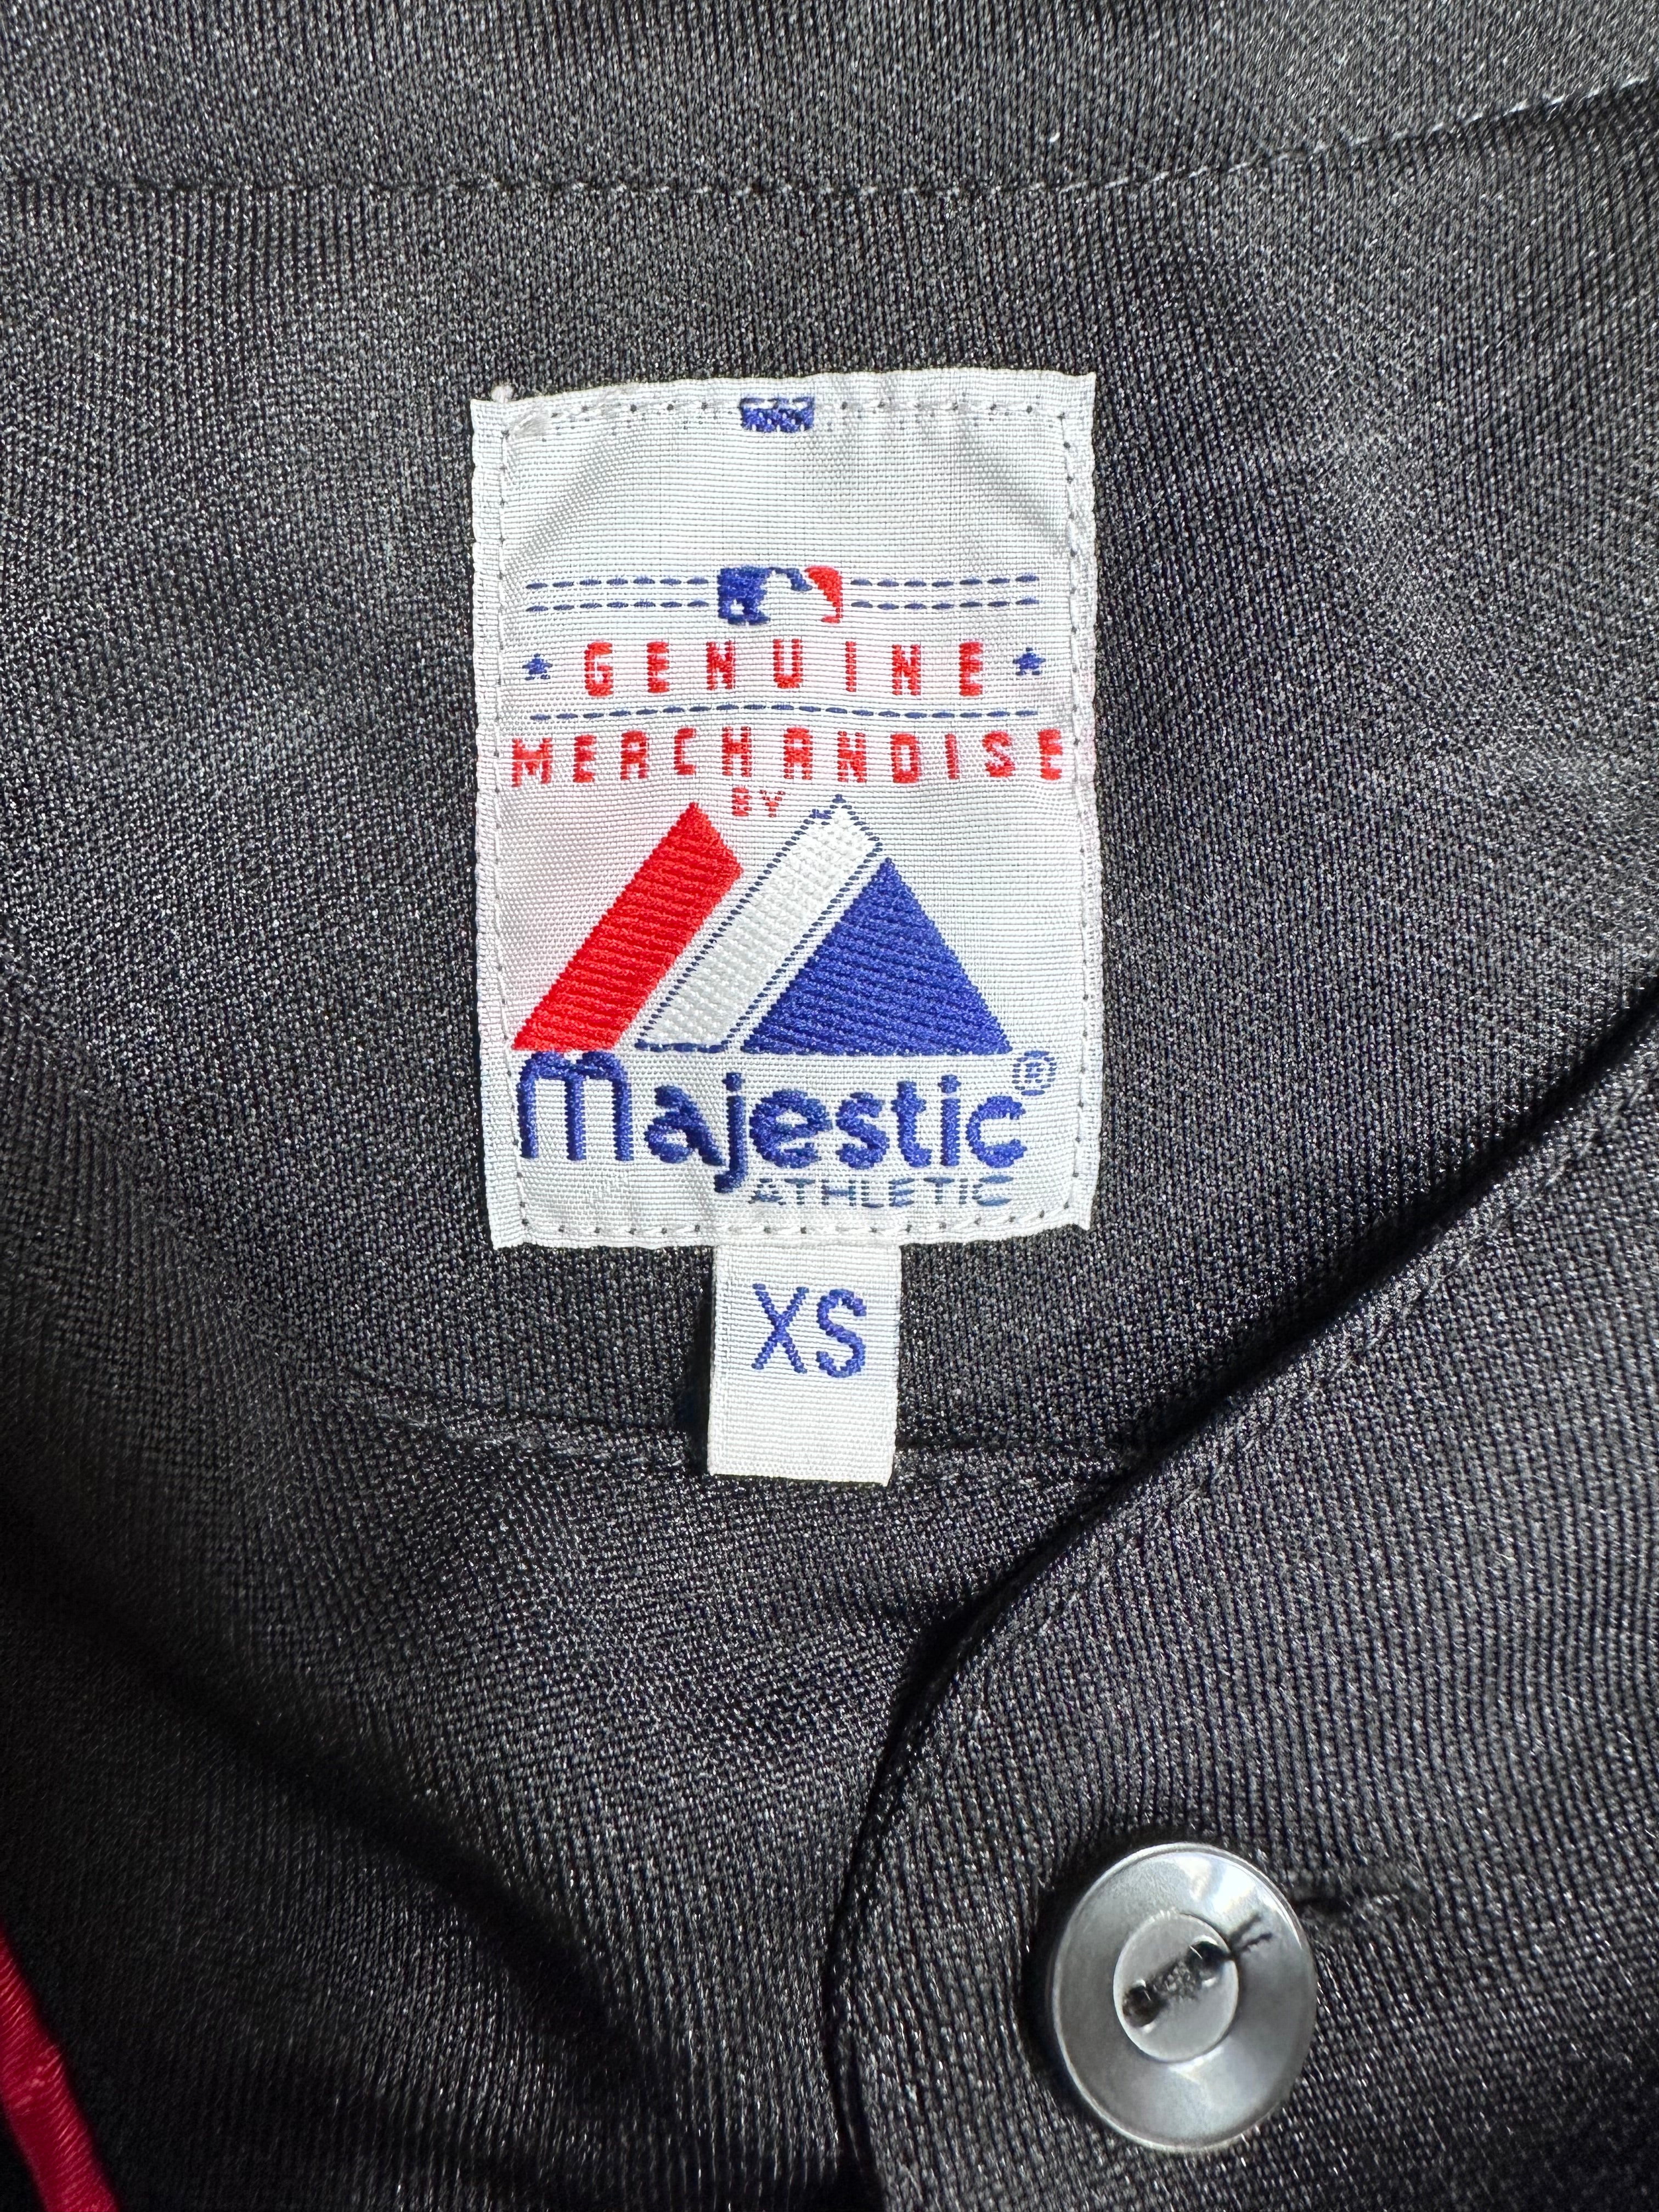 GENUINE
MERCHANDISE
BY
Majestic®
ATHLETIC
XS